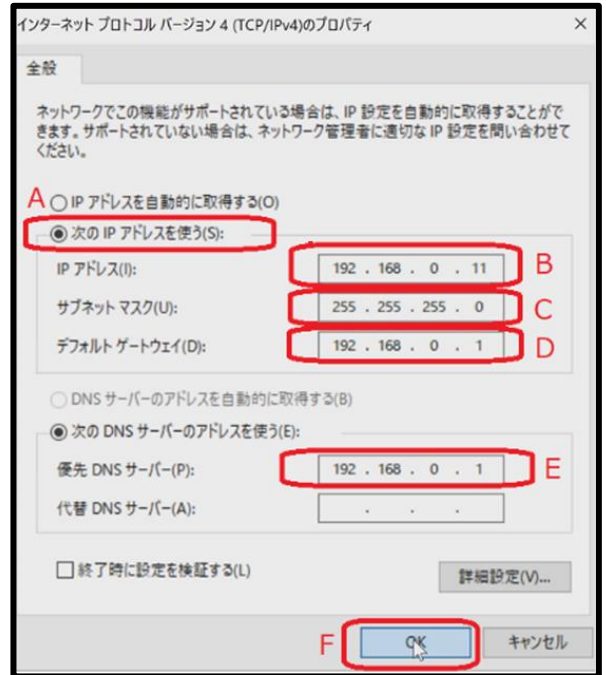 インターネット プロトコル バージョン 4 (TCP/IPv4)のプロパティ
全般
ネットワークでこの機能がサポートされている場合は、IP 設定を自動的に取得することがで
きます。サポートされていない場合は、ネットワーク管理者に適切な IP 設定を問い合わせて
ください。
A IP アドレスを自動的に取得する(O)
次の IP アドレスを使う(S):
IP アドレス(I): 192 . 168 . 0 . 11 B
サブネット マスク(U): 255 . 255 . 255 . 0 C
デフォルト ゲートウェイ(D): 192 . 168 . 0 . 1 D
DNS サーバーのアドレスを自動的に取得する(B)
次の DNS サーバーのアドレスを使う(E):
優先 DNS サーバー(P): 192 . 168 . 0 . 1 E
代替 DNS サーバー(A): . . .
終了時に設定を検証する(L)
詳細設定(V)...
F OK キャンセル